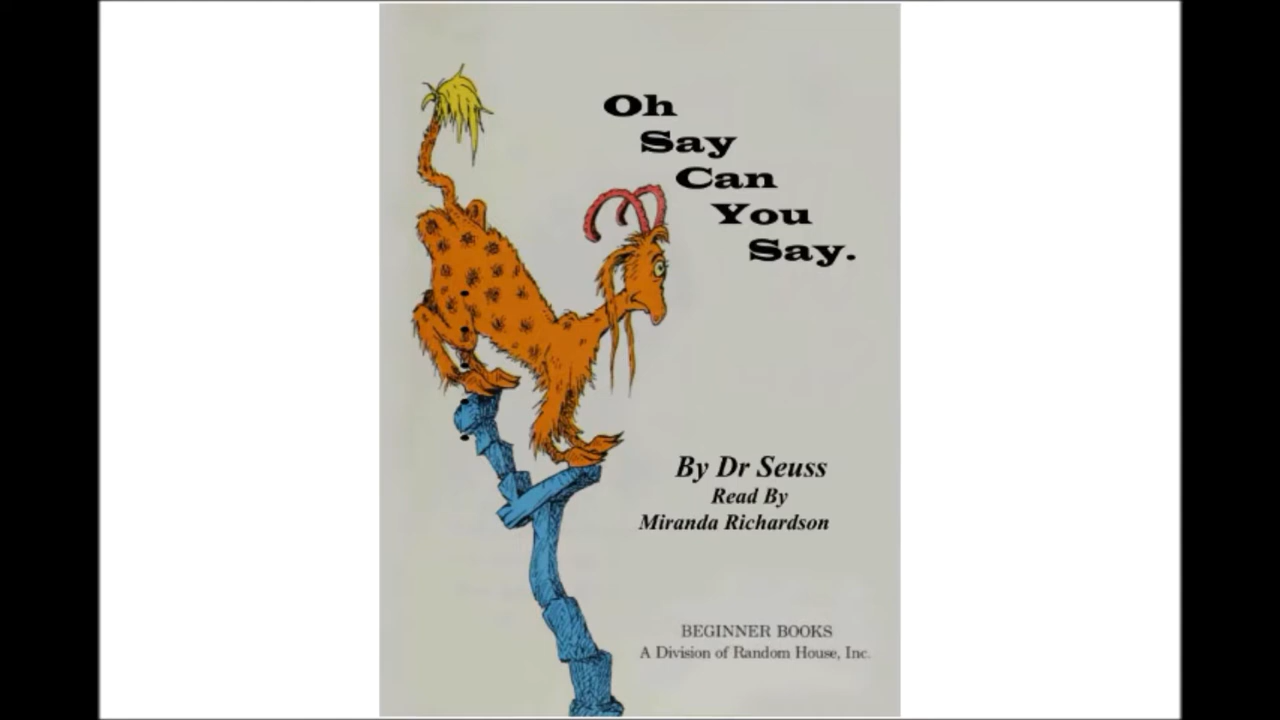 Oh
Say
Can
You
Say.
By Dr Seuss
Read By
Miranda Richardson
BEGINNER BOOKS
A Division of Random House, Inc.